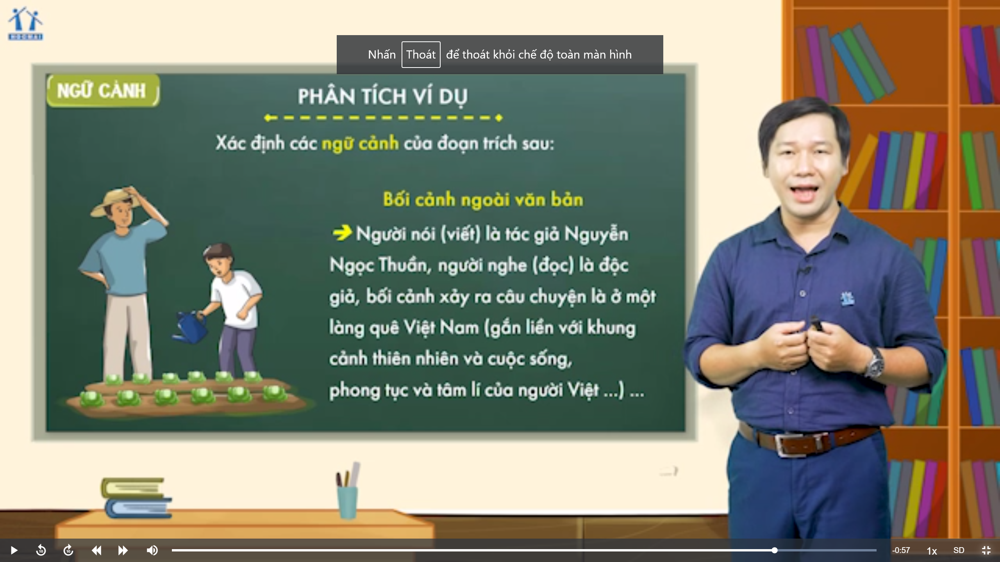 HOCMAI
Nhấn Thoát để thoát khỏi chế độ toàn màn hình
NGỮ CẢNH
PHÂN TÍCH VÍ DỤ
Xác định các ngữ cảnh của đoạn trích sau:
Bối cảnh ngoài văn bản
➔ Người nói (viết) là tác giả Nguyễn
Ngọc Thuần, người nghe (đọc) là độc
giả, bối cảnh xảy ra câu chuyện là ở một
làng quê Việt Nam (gắn liền với khung
cảnh thiên nhiên và cuộc sống,
phong tục và tâm lí của người Việt ...) ...
10
10
-0:57
1x
SD